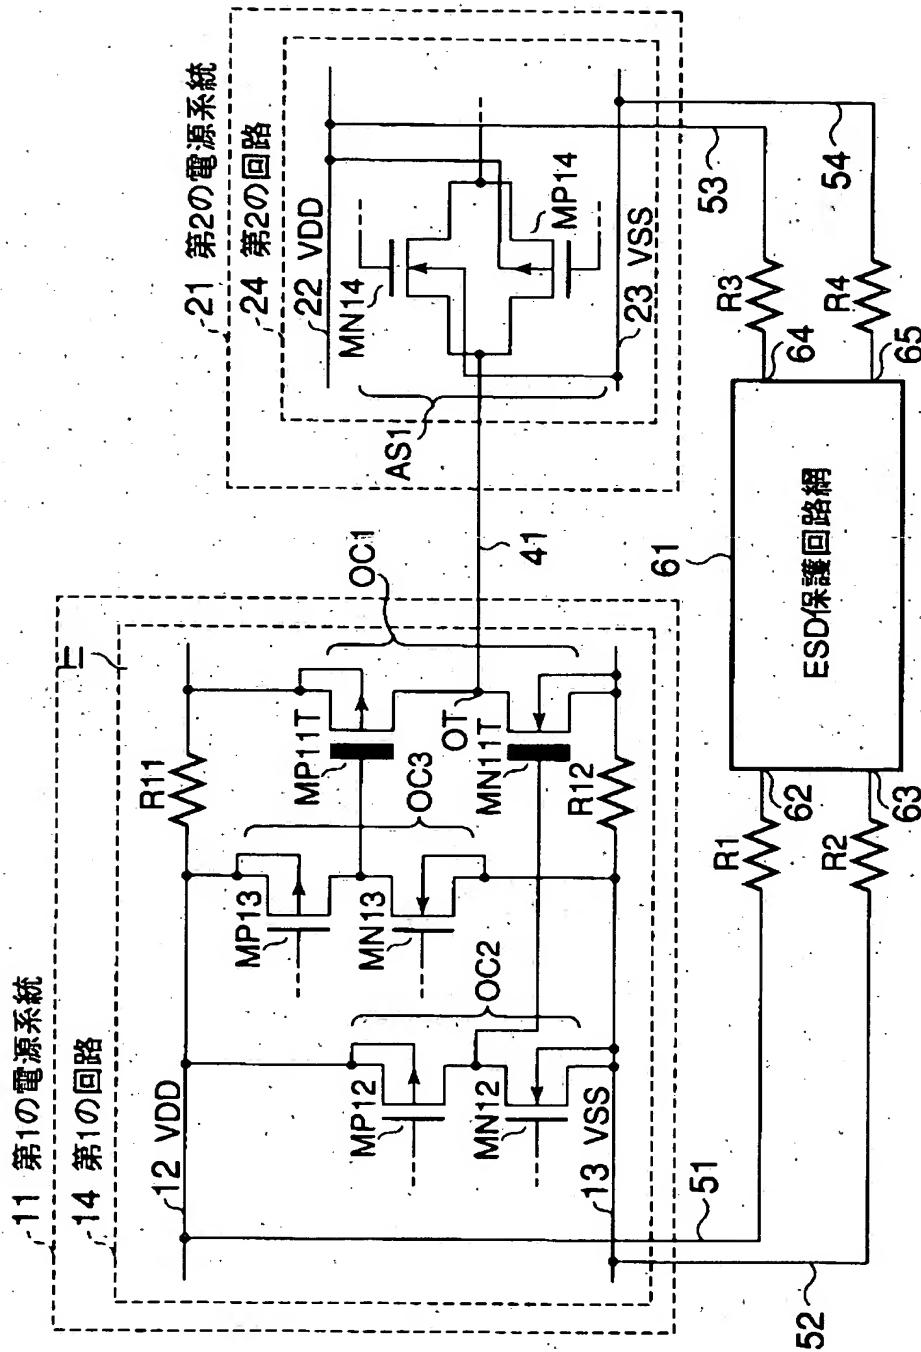 11 第1の電源系統
14 第1の回路
12 VDD
R11
MP13
MP11T
OC1
OC3
MN13
OT
MP12
OC2
MN11T
MN12
R12
13 VSS
41
21 第2の電源系統
24 第2の回路
22 VDD
MN14
AS1
MP14
23 VSS
51
52
53
54
R1
R2
R3
R4
61
62
63
64
65
ESD保護回路網